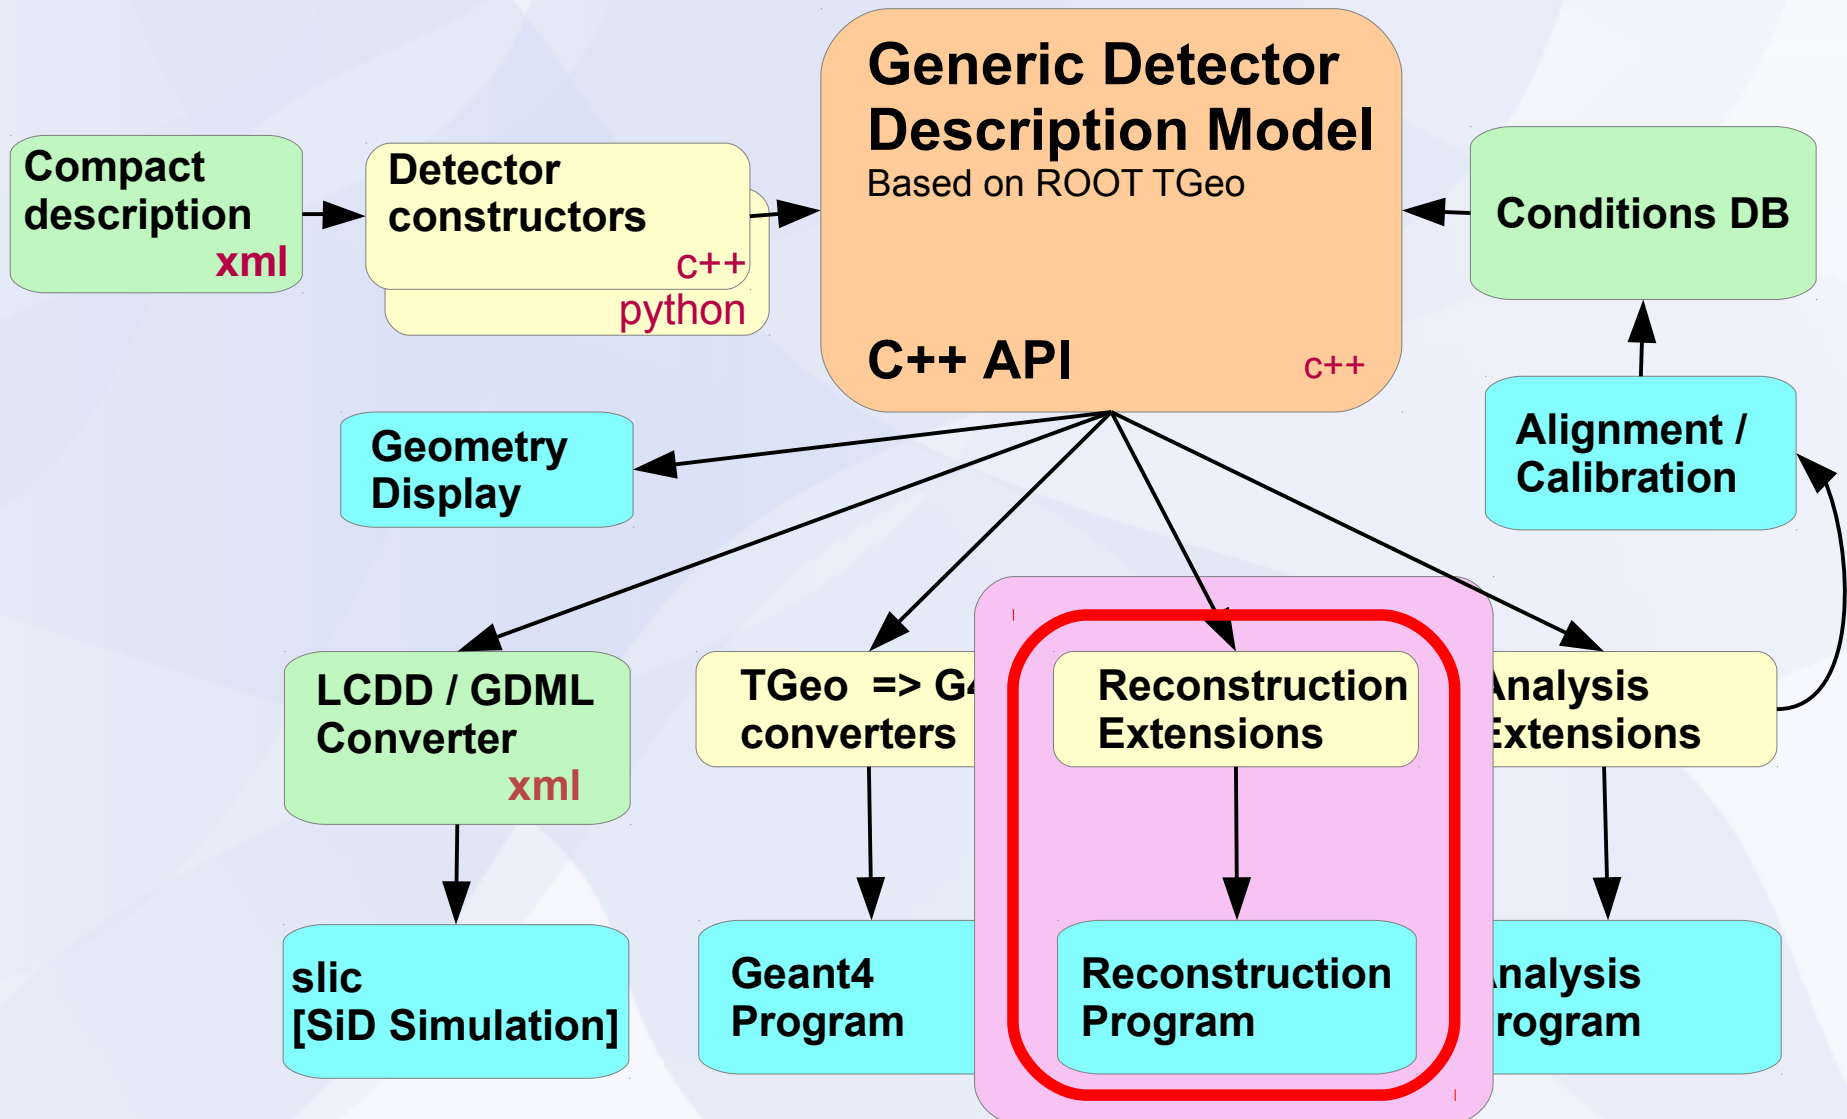 Generic Detector
Description Model
Based on ROOT TGeo
C++ API
c++
Compact
description
xml
Detector
constructors
c++
python
Conditions DB
Geometry
Display
Alignment /
Calibration
LCDD / GDML
Converter
xml
TGeo => G4
converters
Reconstruction
Extensions
Analysis
Extensions
slic
[SiD Simulation]
Geant4
Program
Reconstruction
Program
Analysis
Program